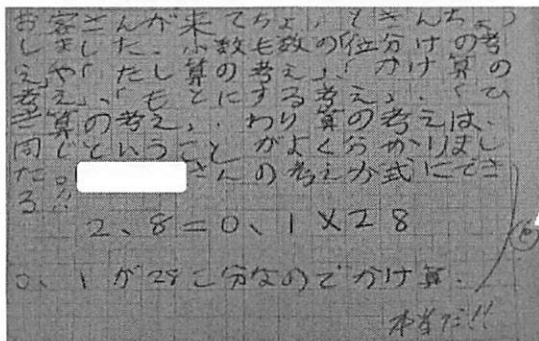 お客さんが来てちょっときんちょう
しました。小数も数の「位分けの考
え」や「たし算の考え」、「かけ算の
考え」、「もとにする考え」、「ひ
き算の考え」、わり算の考えは、
同じということがよく分かりまし
た。さんの考えが式にでき
る!!
2、8=0、1×28
0、1が28こ分なのでかけ算。
本当だ!!